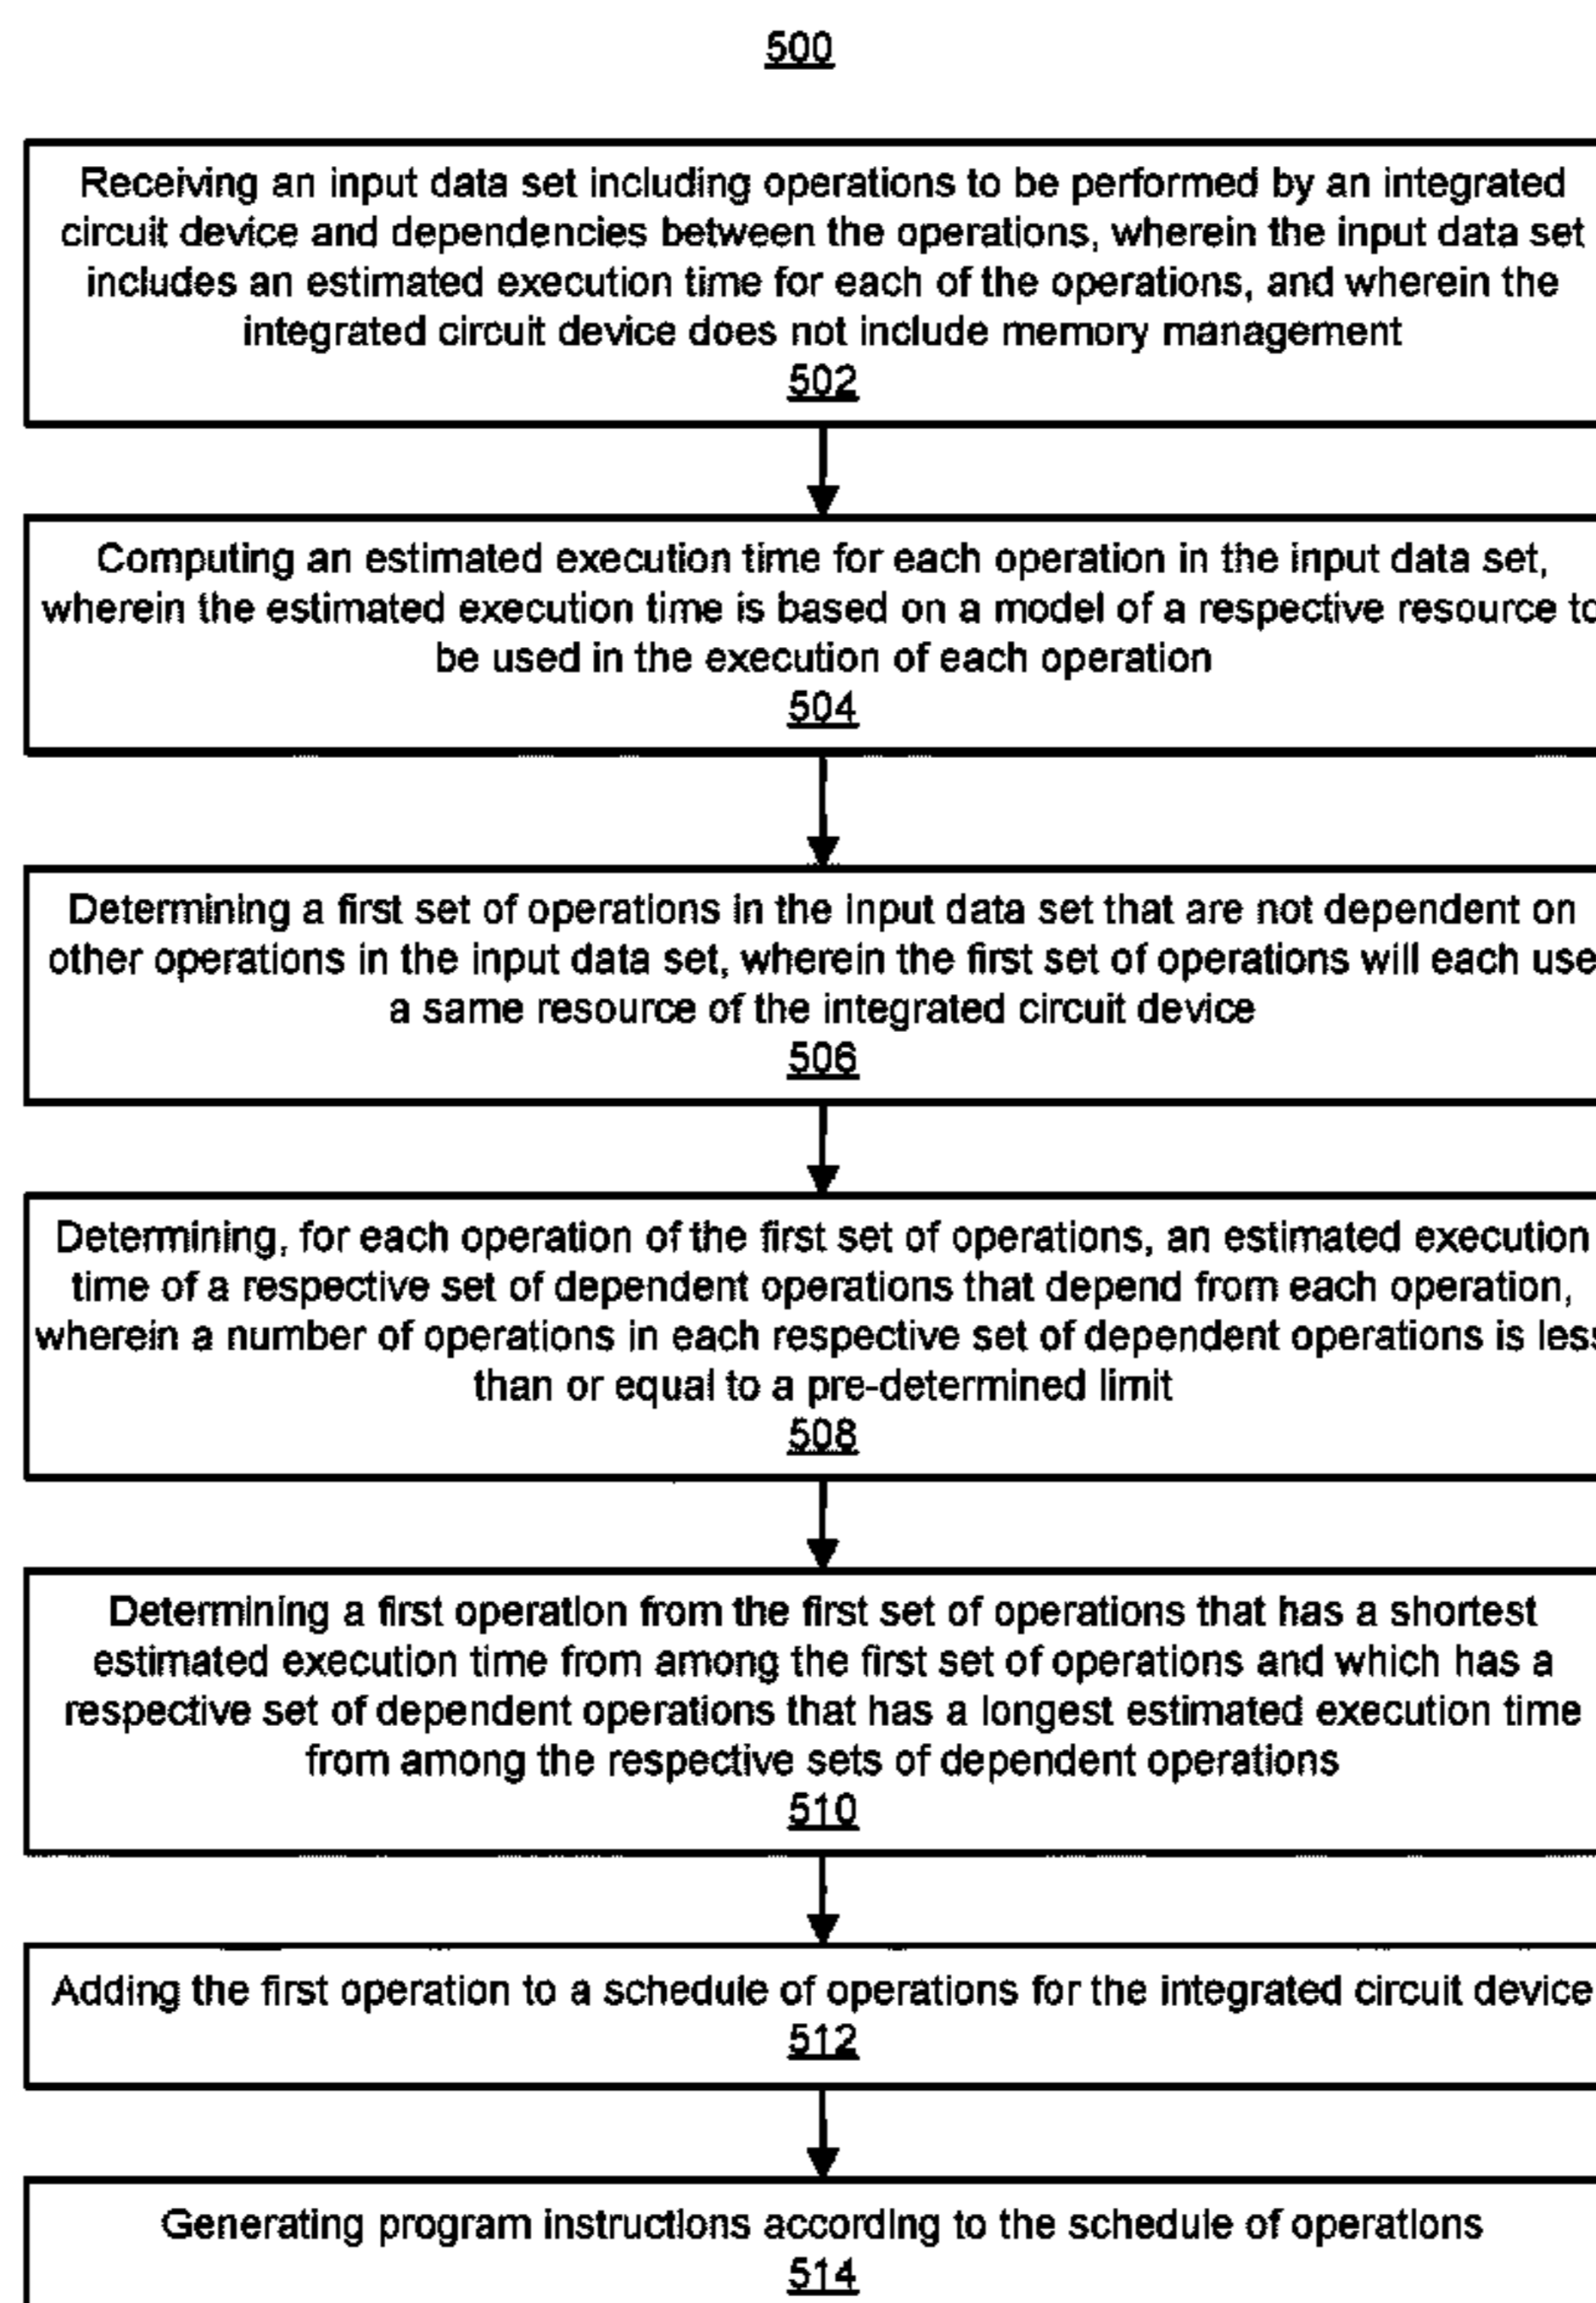 500
Receiving an input data set including operations to be performed by an integrated
circuit device and dependencies between the operations, wherein the input data set
includes an estimated execution time for each of the operations, and wherein the
integrated circuit device does not include memory management
502
Computing an estimated execution time for each operation in the input data set,
wherein the estimated execution time is based on a model of a respective resource to
be used in the execution of each operation
504
Determining a first set of operations in the input data set that are not dependent on
other operations in the input data set, wherein the first set of operations will each use
a same resource of the integrated circuit device
506
Determining, for each operation of the first set of operations, an estimated execution
time of a respective set of dependent operations that depend from each operation,
wherein a number of operations in each respective set of dependent operations is less
than or equal to a pre-determined limit
508
Determining a first operation from the first set of operations that has a shortest
estimated execution time from among the first set of operations and which has a
respective set of dependent operations that has a longest estimated execution time
from among the respective sets of dependent operations
510
Adding the first operation to a schedule of operations for the integrated circuit device
512
Generating program instructions according to the schedule of operations
514